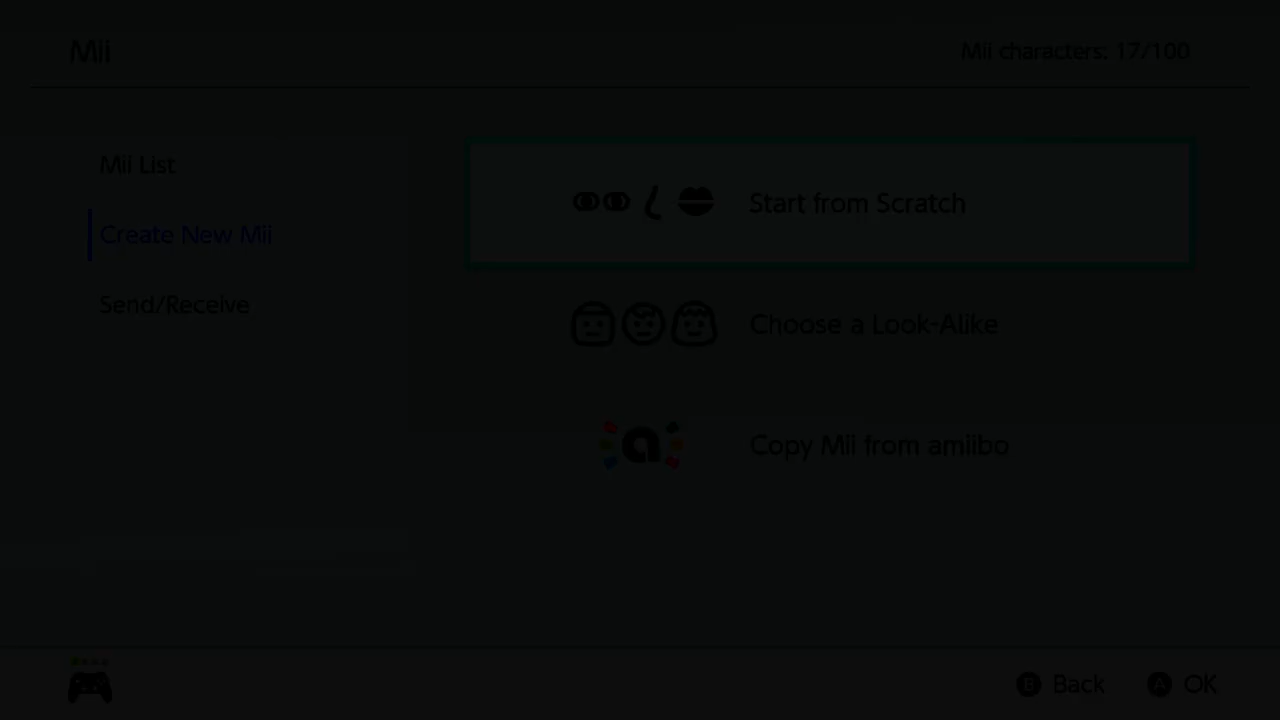 Mii
Mii characters: 17/100
Mii List
Create New Mii
Send/Receive
Start from Scratch
Choose a Look-Alike
a
Copy Mii from amiibo
B Back
A OK